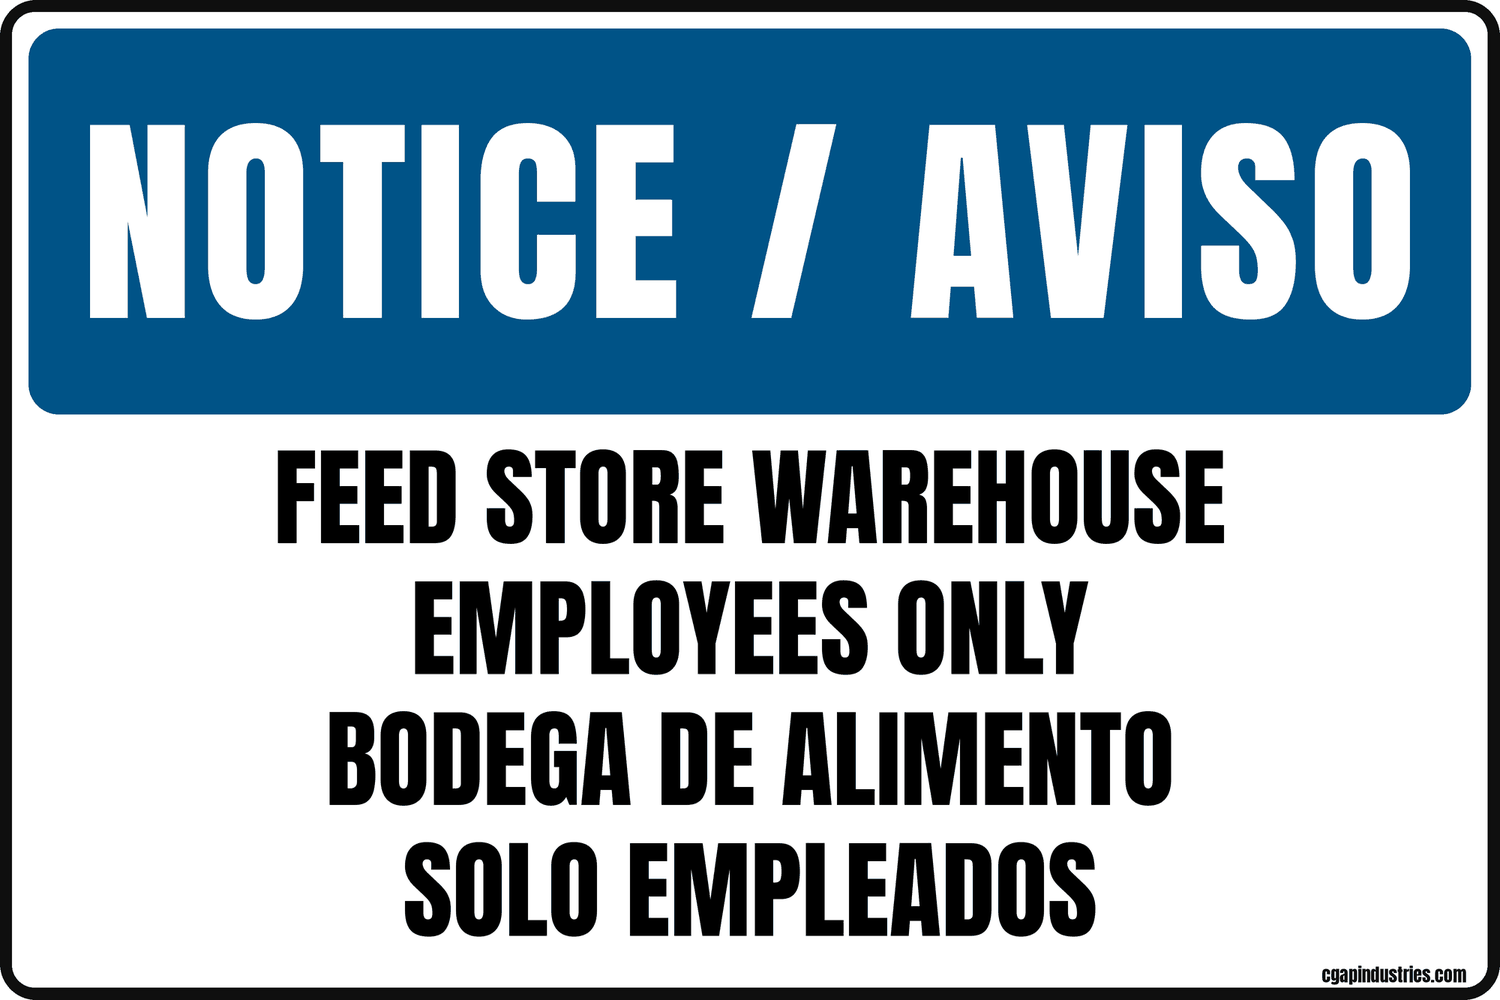 NOTICE / AVISO
FEED STORE WAREHOUSE
EMPLOYEES ONLY
BODEGA DE ALIMENTO
SOLO EMPLEADOS
cgapindustries.com